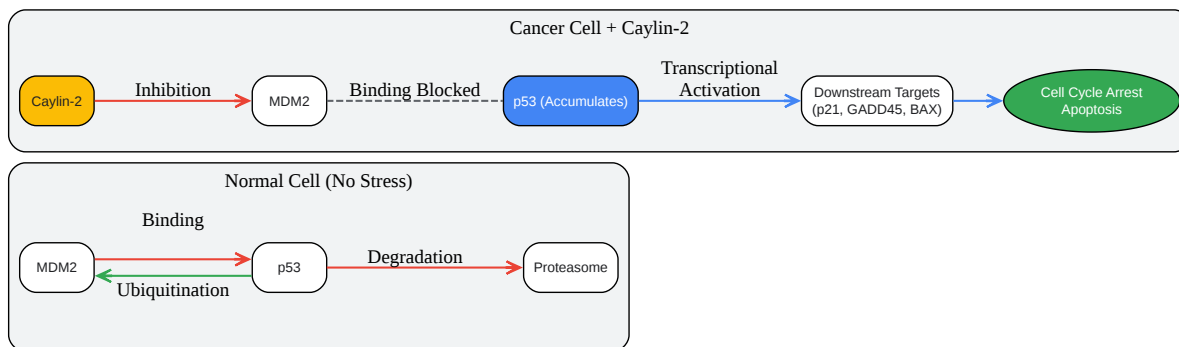 Cancer Cell + Caylin-2
Caylin-2
Inhibition
MDM2
Binding Blocked
p53 (Accumulates)
Transcriptional
Activation
Downstream Targets
(p21, GADD45, BAX)
Cell Cycle Arrest
Apoptosis
Normal Cell (No Stress)
MDM2
Binding
Ubiquitination
p53
Degradation
Proteasome